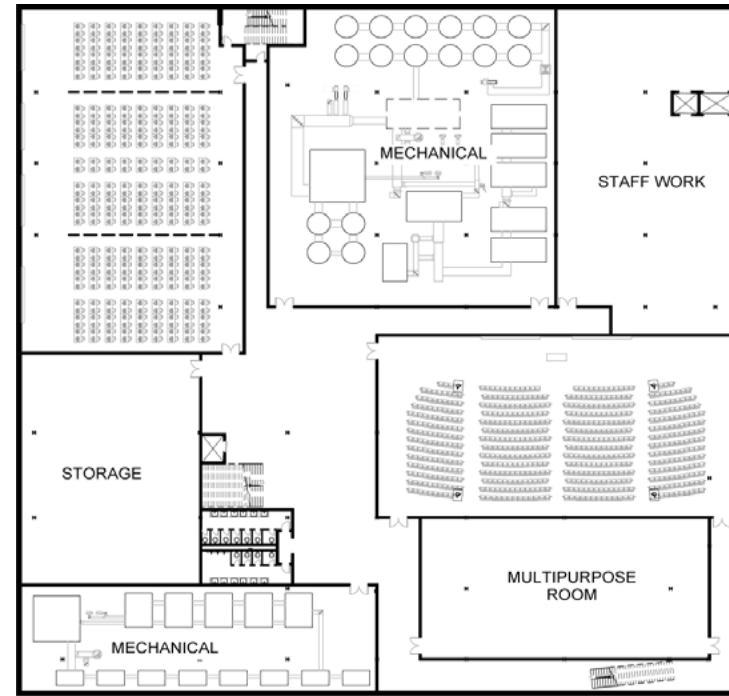 MECHANICAL
STAFF WORK
STORAGE
MULTIPURPOSE
ROOM
MECHANICAL